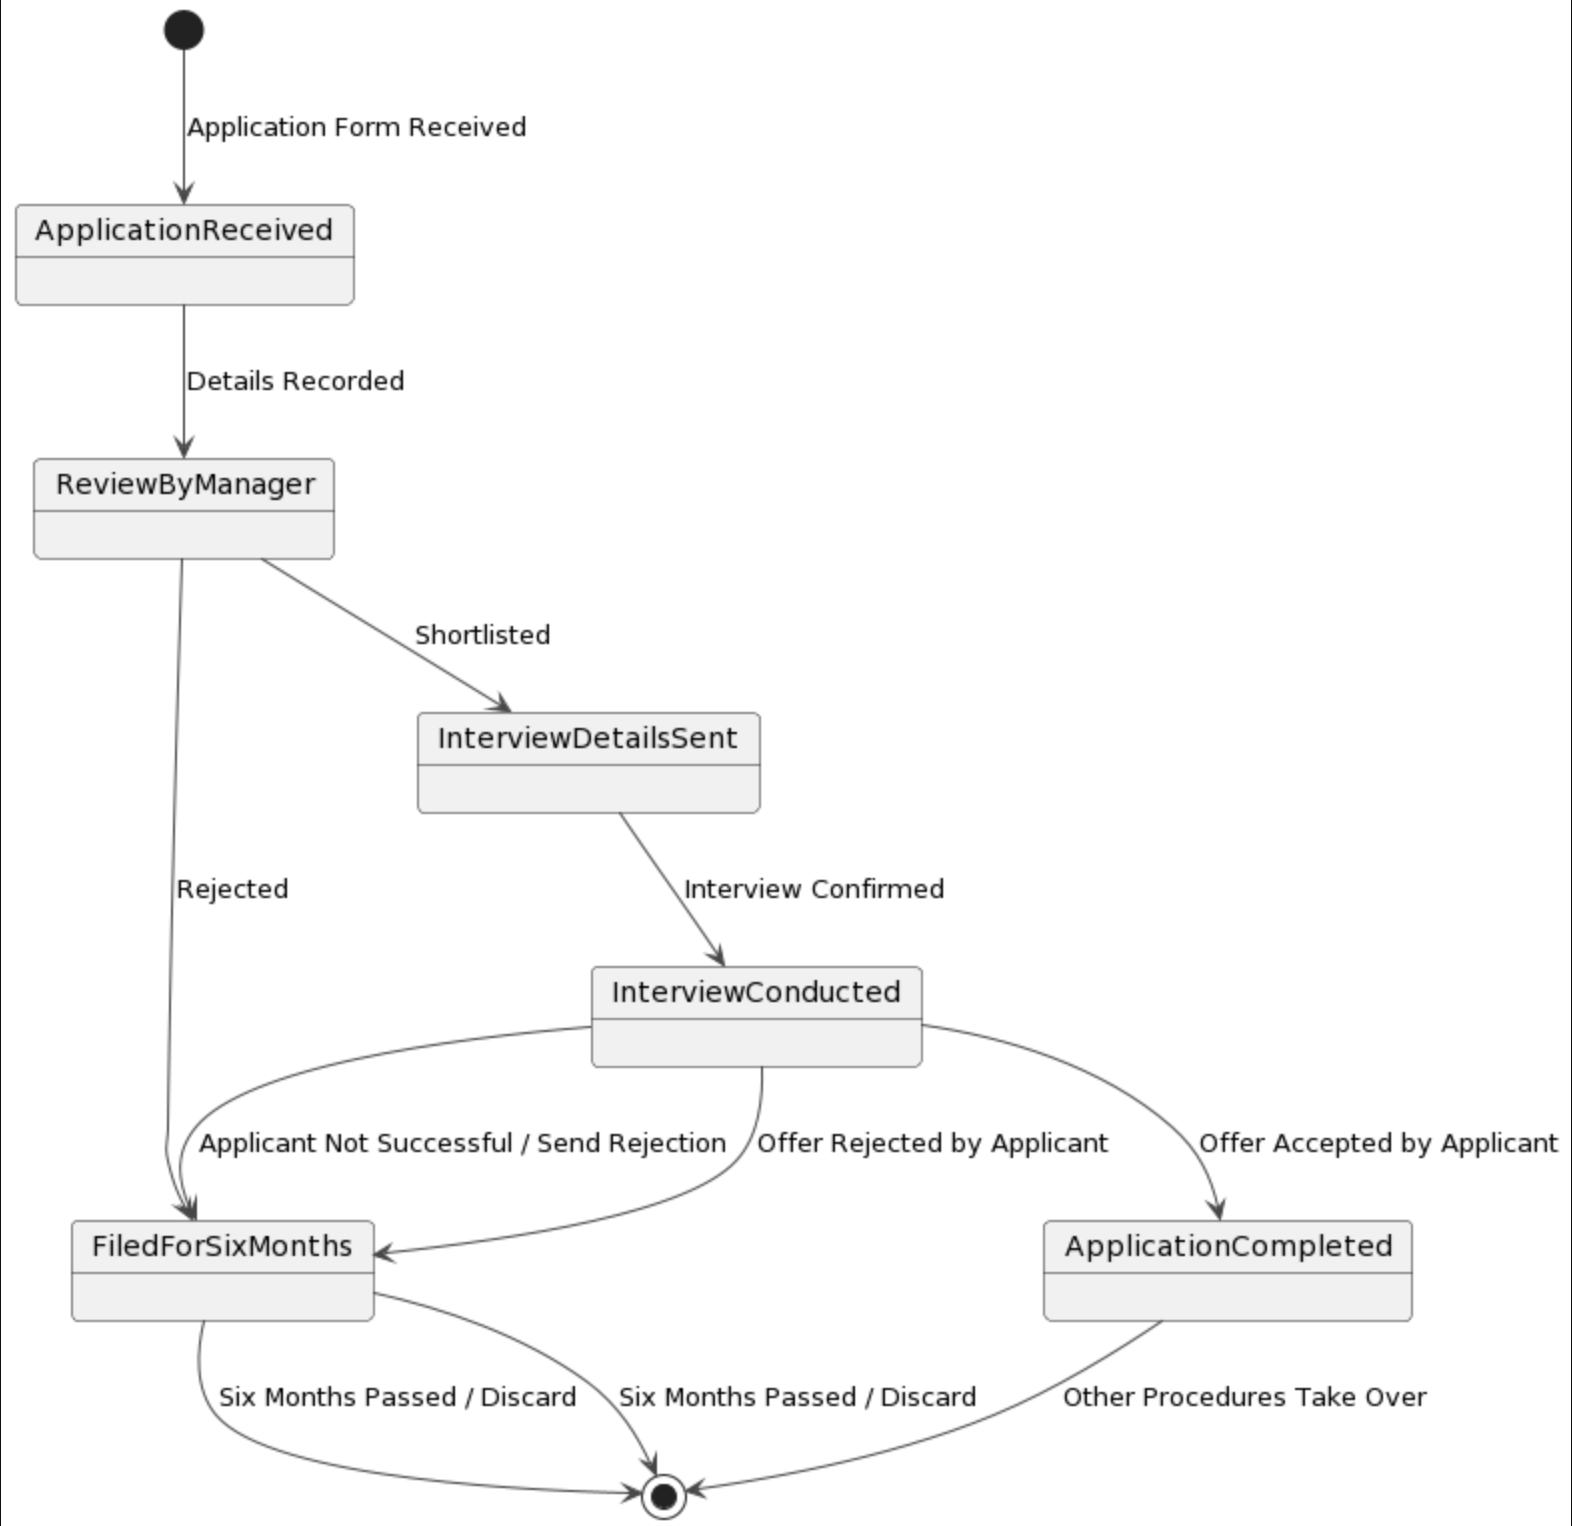 Application Form Received
ApplicationReceived
Details Recorded
ReviewByManager
Shortlisted
InterviewDetailsSent
Rejected
Interview Confirmed
InterviewConducted
Applicant Not Successful / Send Rejection
Offer Rejected by Applicant
Offer Accepted by Applicant
FiledForSixMonths
ApplicationCompleted
Six Months Passed / Discard
Six Months Passed / Discard
Other Procedures Take Over